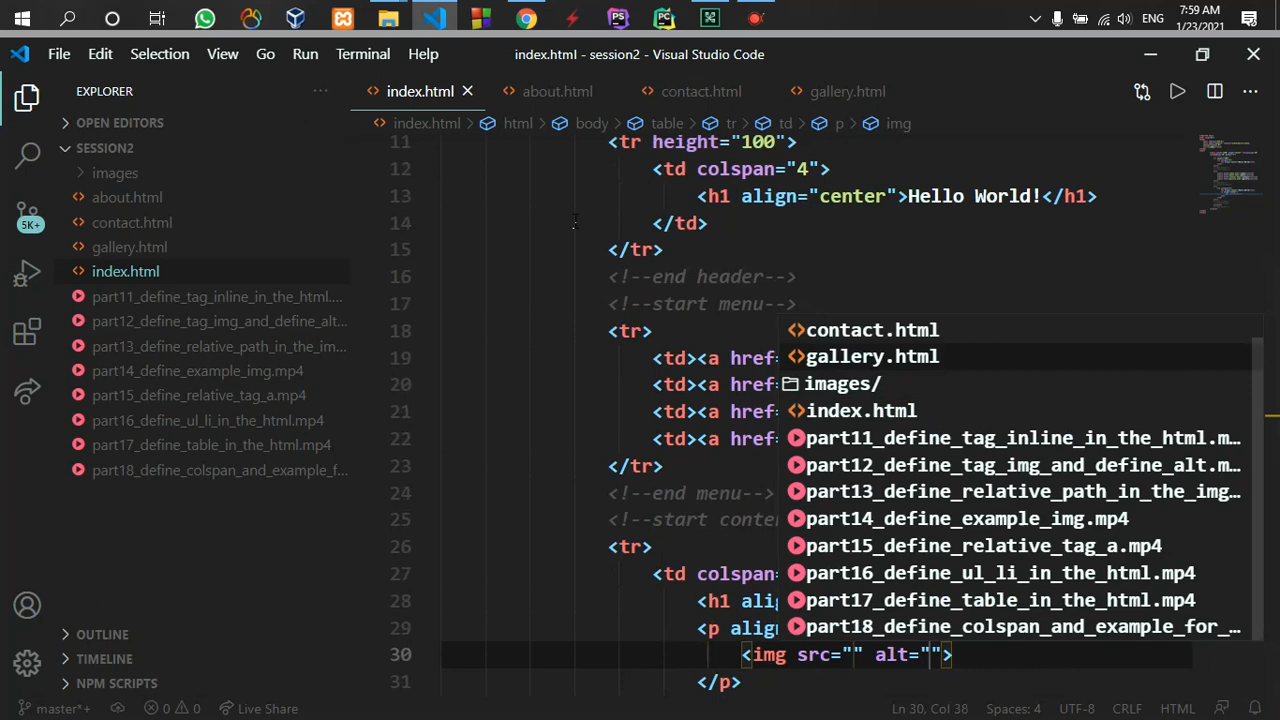 7:59 AM
ENG
1/23/2021
File Edit Selection View Go Run Terminal Help
index.html - session2 - Visual Studio Code
EXPLORER
index.html
about.html
contact.html
gallery.html
OPEN EDITORS
index.html html body table tr td p img
SESSION2
images
about.html
contact.html
gallery.html
index.html
part11_define_tag_inline_in_the_html....
part12_define_tag_img_and_define_alt...
part13_define_relative_path_in_the_im...
part14_define_example_img.mp4
part15_define_relative_tag_a.mp4
part16_define_ul_li_in_the_html.mp4
part17_define_table_in_the_html.mp4
part18_define_colspan_and_example_f...
5K+
OUTLINE
TIMELINE
NPM SCRIPTS
11 <tr height="100">
12 <td colspan="4">
13 <h1 align="center">Hello World!</h1>
14 </td>
15 </tr>
16 <!--end header-->
17 <!--start menu-->
18 <tr>
19 <td><a href=
20 <td><a href=
21 <td><a href=
22 <td><a href=
23 </tr>
24 <!--end menu-->
25 <!--start conte
26 <tr>
27 <td colspan=
28 <h1 alig
29 <p align
30 <img src="" alt="">
31 </p>
contact.html
gallery.html
images/
index.html
part11_define_tag_inline_in_the_html.m...
part12_define_tag_img_and_define_alt.m...
part13_define_relative_path_in_the_img...
part14_define_example_img.mp4
part15_define_relative_tag_a.mp4
part16_define_ul_li_in_the_html.mp4
part17_define_table_in_the_html.mp4
part18_define_colspan_and_example_for_...
master*+ 0 0 Live Share
Ln 30, Col 38 Spaces: 4 UTF-8 CRLF HTML